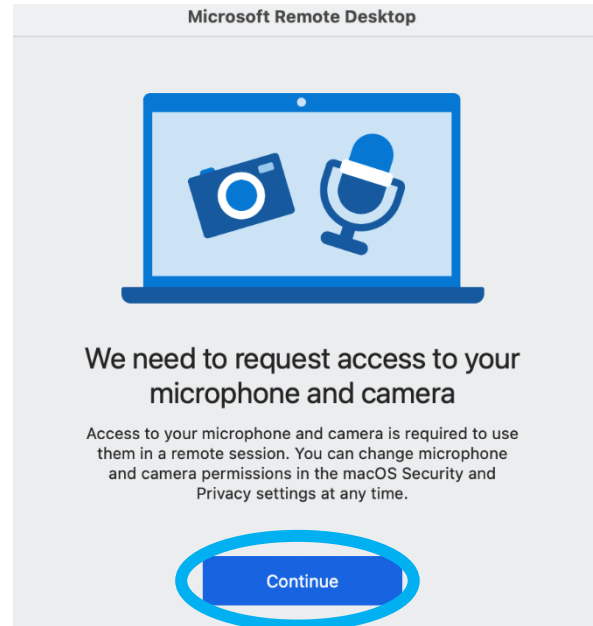 Microsoft Remote Desktop
We need to request access to your
microphone and camera
Access to your microphone and camera is required to use
them in a remote session. You can change microphone
and camera permissions in the macOS Security and
Privacy settings at any time.
Continue